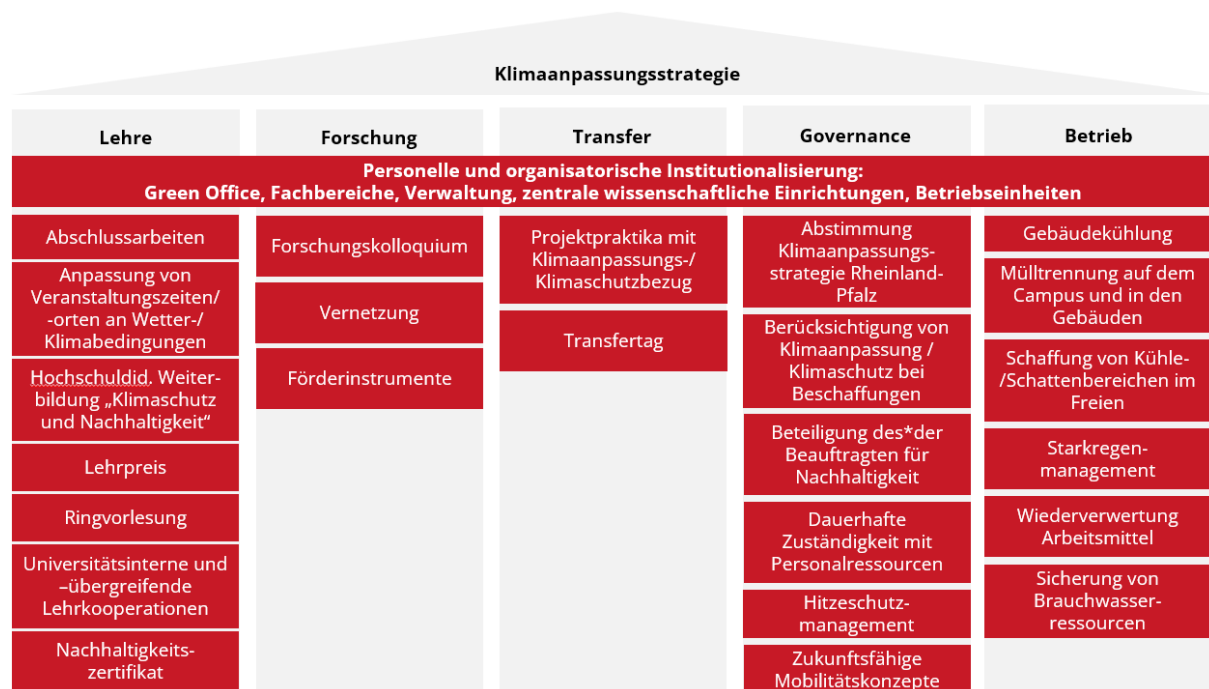 Klimaanpassungsstrategie
Lehre
Forschung
Transfer
Governance
Betrieb
Personelle und organisatorische Institutionalisierung:
Green Office, Fachbereiche, Verwaltung, zentrale wissenschaftliche Einrichtungen, Betriebseinheiten
Abschlussarbeiten
Anpassung von
Veranstaltungszeiten/
-orten an Wetter-/
Klimabedingungen
Hochschuldid. Weiter-
bildung „Klimaschutz
und Nachhaltigkeit“
Lehrpreis
Ringvorlesung
Universitätsinterne und
–übergreifende
Lehrkooperationen
Nachhaltigkeits-
zertifikat
Forschungskolloquium
Vernetzung
Förderinstrumente
Projektpraktika mit
Klimaanpassungs-/
Klimaschutzbezug
Transfertag
Abstimmung
Klimaanpassungs-
strategie Rheinland-
Pfalz
Berücksichtigung von
Klimaanpassung /
Klimaschutz bei
Beschaffungen
Beteiligung des*der
Beauftragten für
Nachhaltigkeit
Dauerhafte
Zuständigkeit mit
Personalressourcen
Hitzeschutz-
management
Zukunftsfähige
Mobilitätskonzepte
Gebäudekühlung
Mülltrennung auf dem
Campus und in den
Gebäuden
Schaffung von Kühle-
/Schattenbereichen im
Freien
Starkregen-
management
Wiederverwertung
Arbeitsmittel
Sicherung von
Brauchwasser-
ressourcen